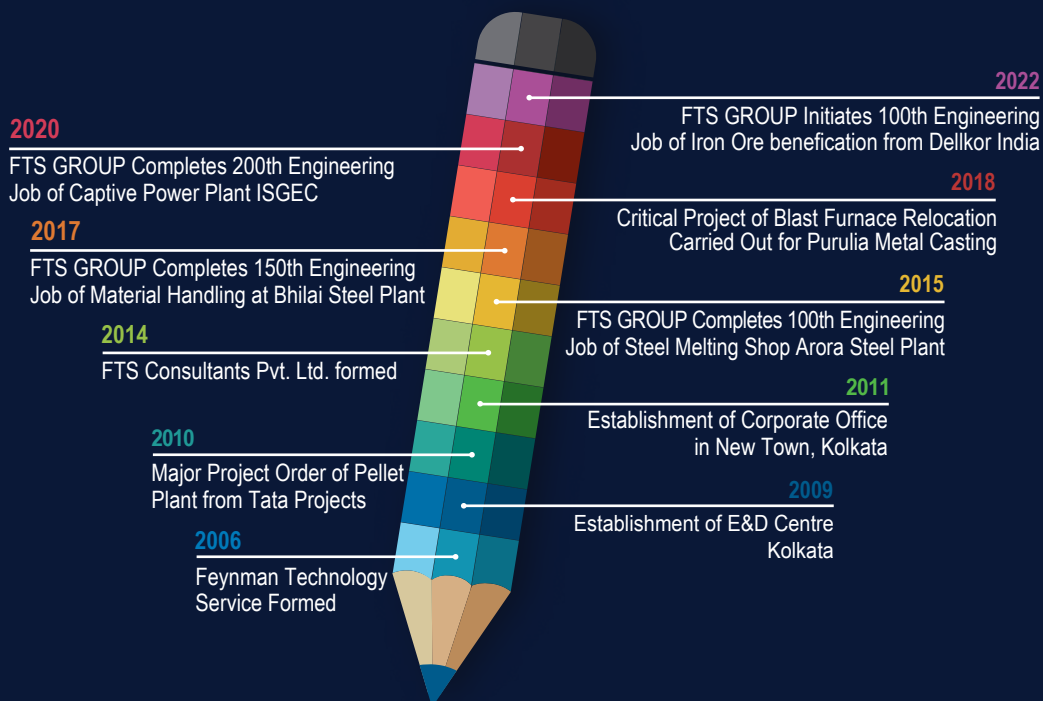 2022
FTS GROUP Initiates 100th Engineering
Job of Iron Ore benefication from Dellkor India
2020
FTS GROUP Completes 200th Engineering
Job of Captive Power Plant ISGEC
2018
Critical Project of Blast Furnace Relocation
Carried Out for Purulia Metal Casting
2017
FTS GROUP Completes 150th Engineering
Job of Material Handling at Bhilai Steel Plant
2015
FTS GROUP Completes 100th Engineering
Job of Steel Melting Shop Arora Steel Plant
2014
FTS Consultants Pvt. Ltd. formed
2011
Establishment of Corporate Office
in New Town, Kolkata
2010
Major Project Order of Pellet
Plant from Tata Projects
2009
Establishment of E&D Centre
Kolkata
2006
Feynman Technology
Service Formed